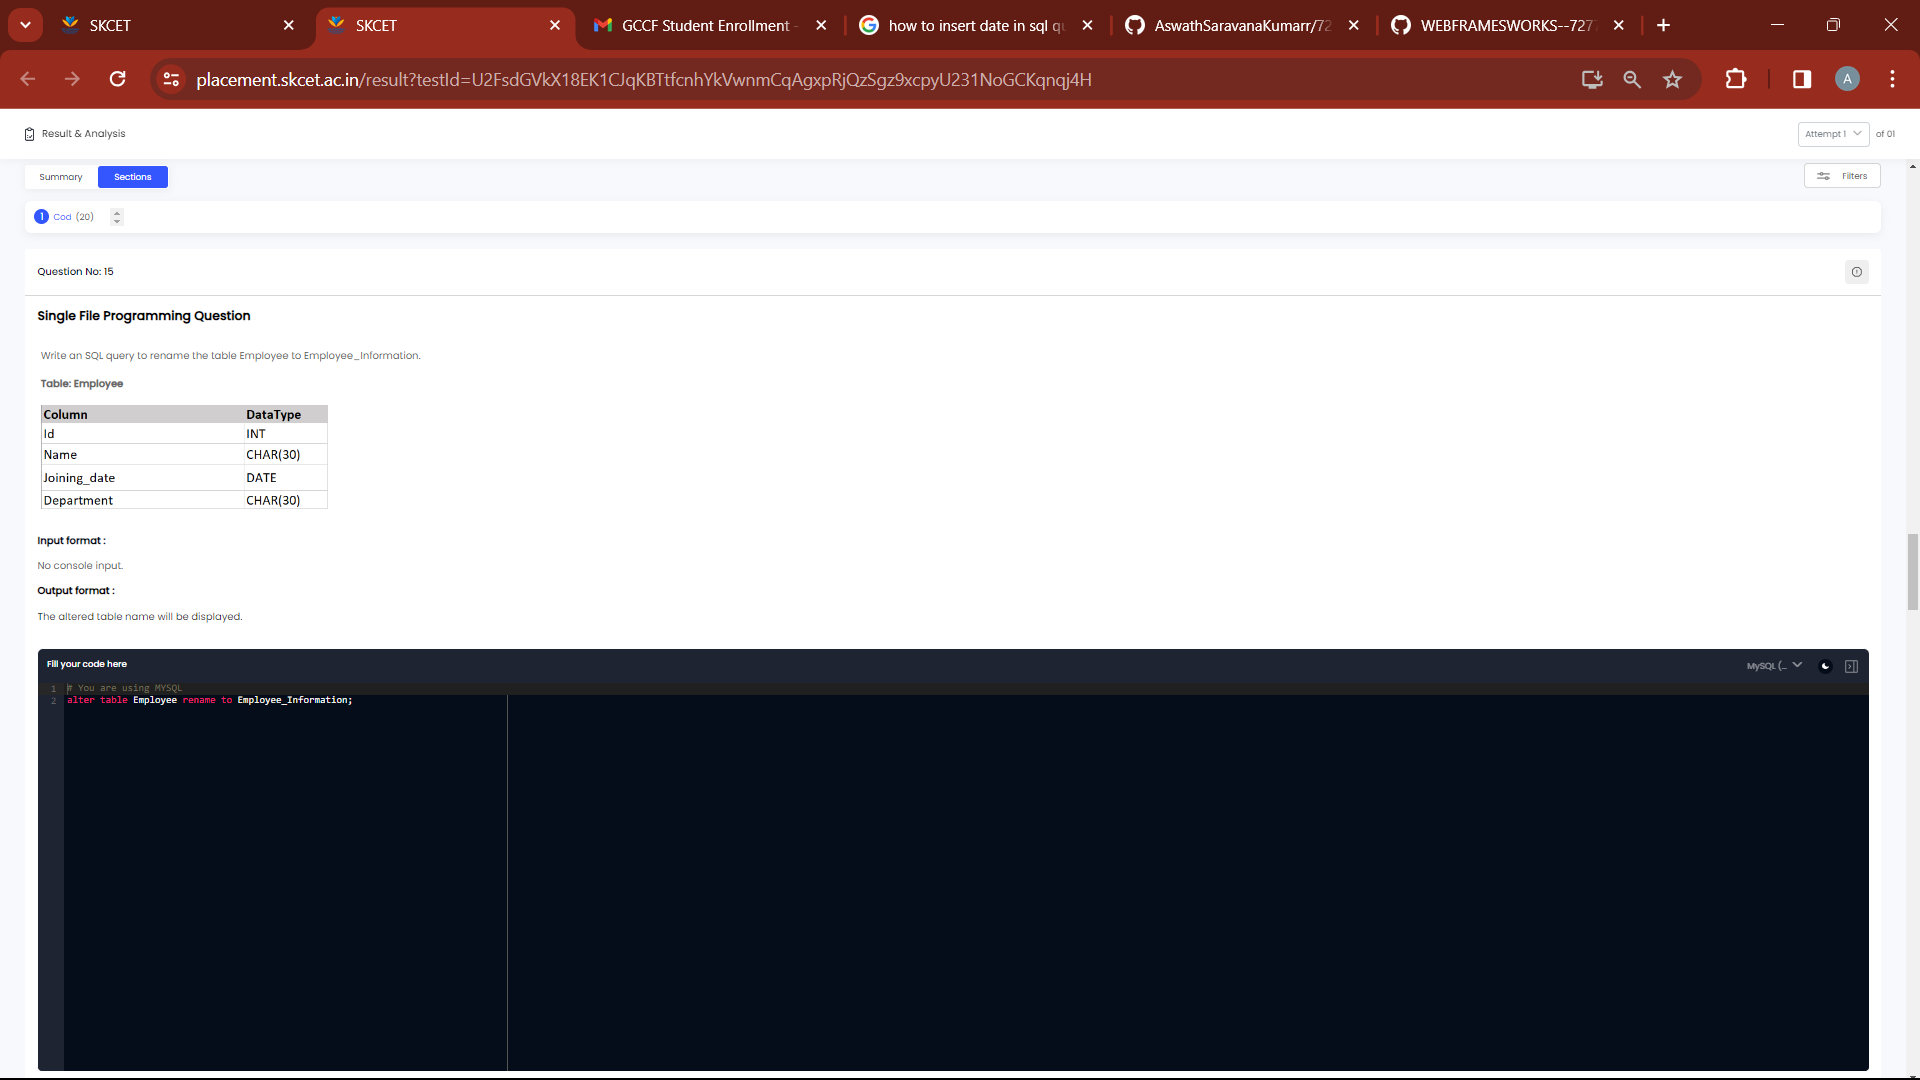 SKCET
SKCET
GCCF Student Enrollment -
how to insert date in sql qu
AswathSaravanaKumarr/72
WEBFRAMESWORKS--727
placement.skcet.ac.in/result?testId=U2FsdGVkX18EK1CJqKBTtfcnhYkVwnmCqAgxpRjQzSgz9xcpyU231NoGCKqnqj4H
A
Result & Analysis
Attempt 1 of 01
Summary Sections
Filters
1 Cod (20)
Question No: 15
Single File Programming Question
Write an SQL query to rename the table Employee to Employee_Information.
Table: Employee
Column DataType
Id INT
Name CHAR(30)
Joining_date DATE
Department CHAR(30)
Input format :
No console input.
Output format :
The altered table name will be displayed.
Fill your code here
MySQL (...
1 # You are using MYSQL
2 alter table Employee rename to Employee_Information;